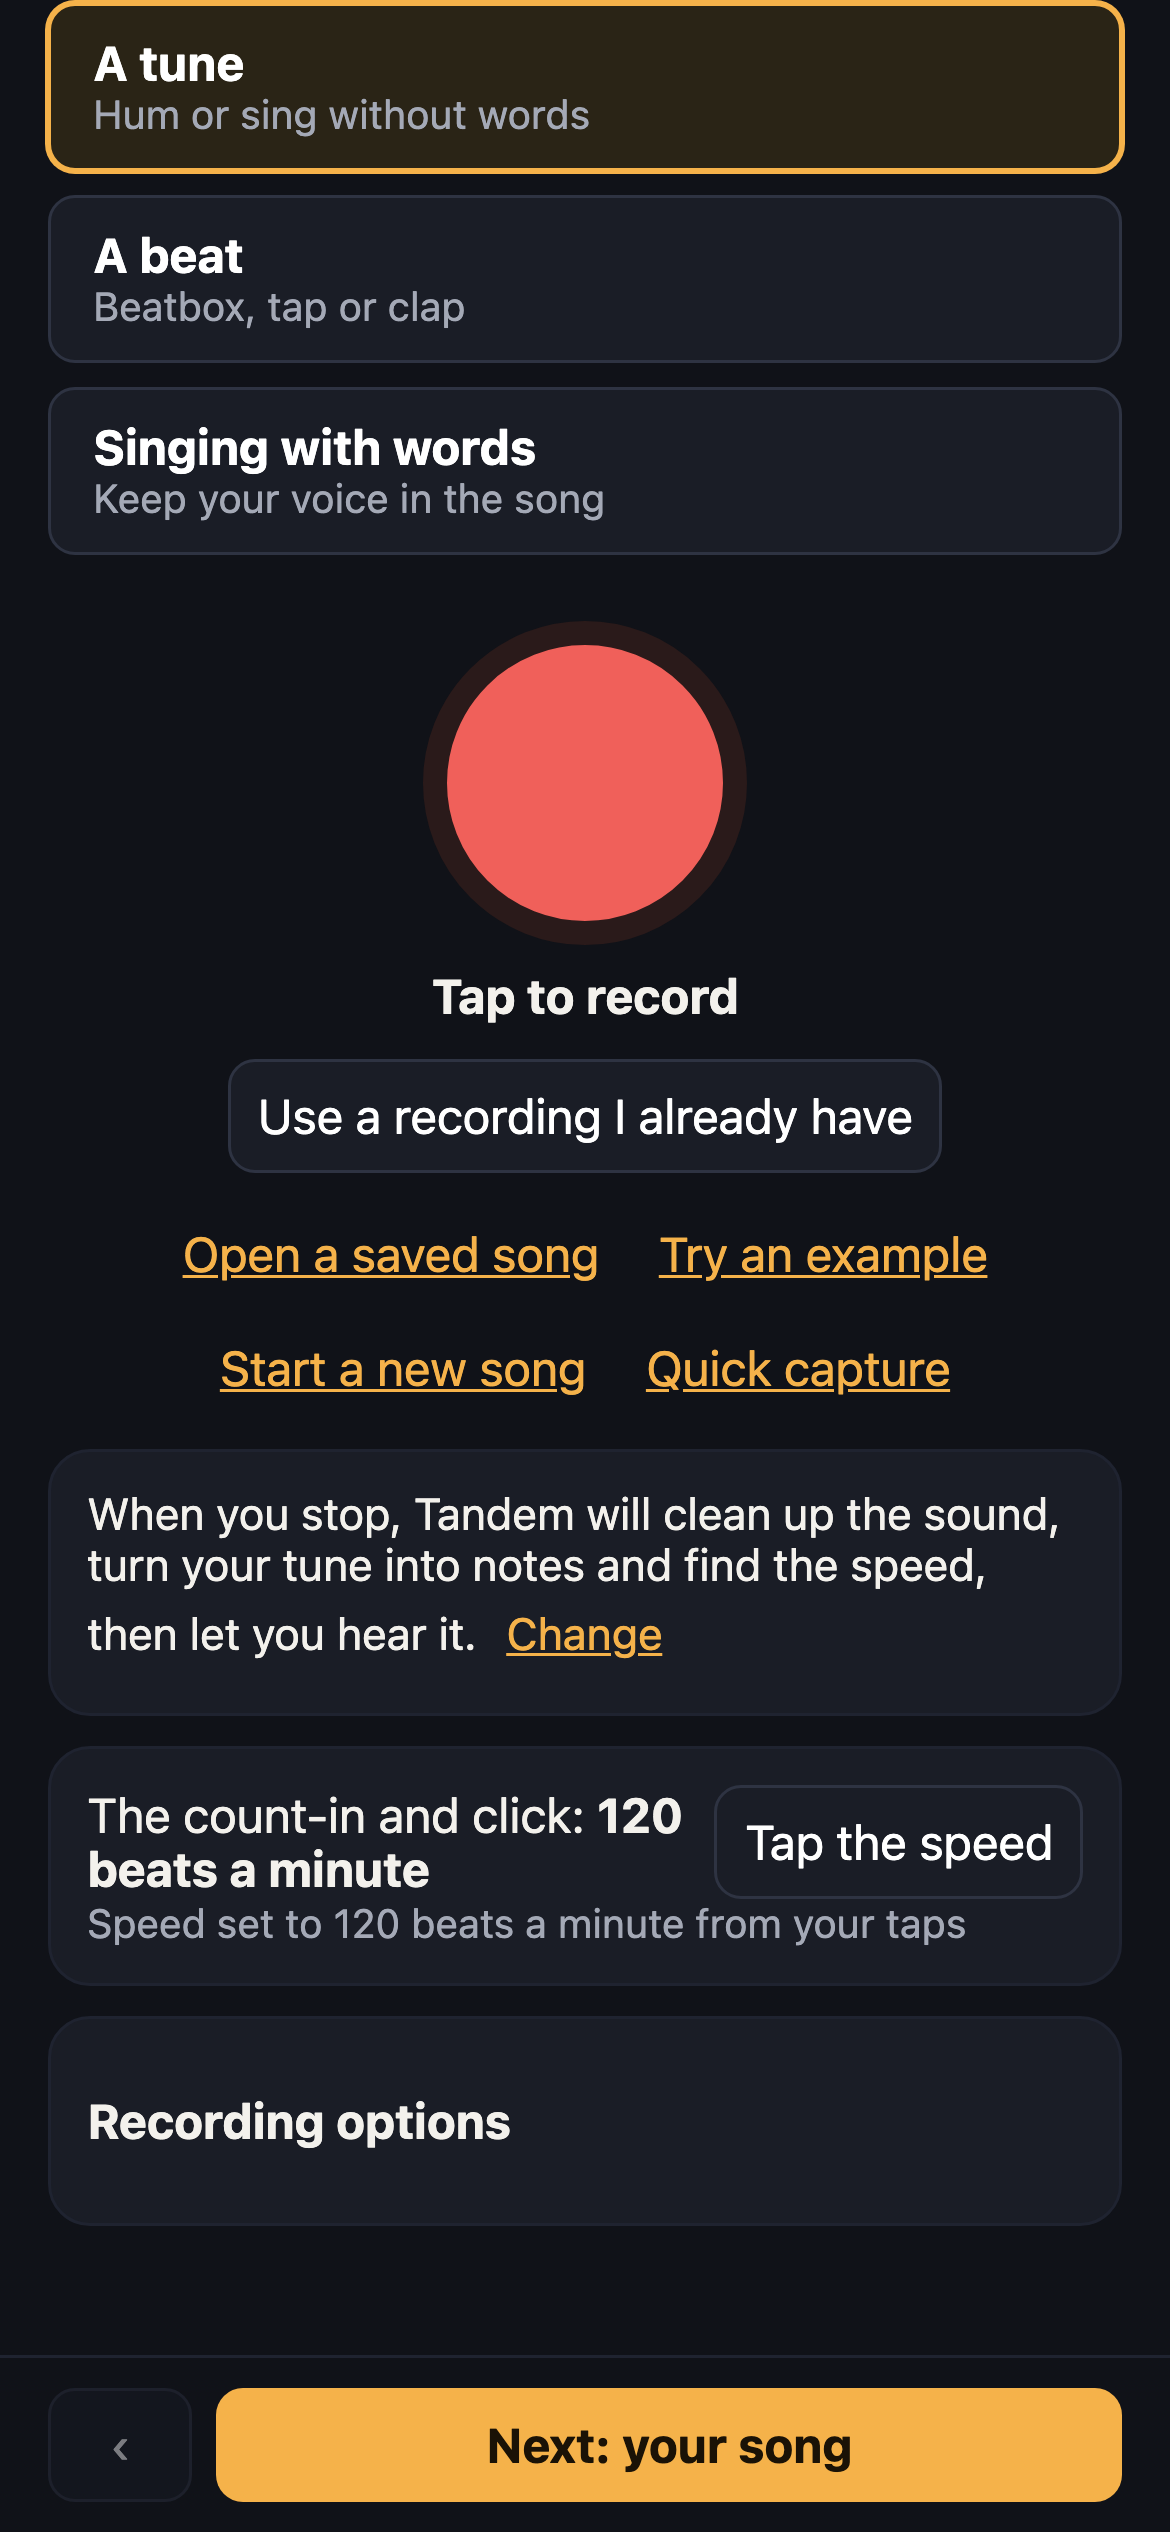 A tune
Hum or sing without words
A beat
Beatbox, tap or clap
Singing with words
Keep your voice in the song
Tap to record
Use a recording I already have
Open a saved song Try an example
Start a new song Quick capture
When you stop, Tandem will clean up the sound,
turn your tune into notes and find the speed,
then let you hear it. Change
The count-in and click: 120
beats a minute
Tap the speed
Speed set to 120 beats a minute from your taps
Recording options
‹
Next: your song